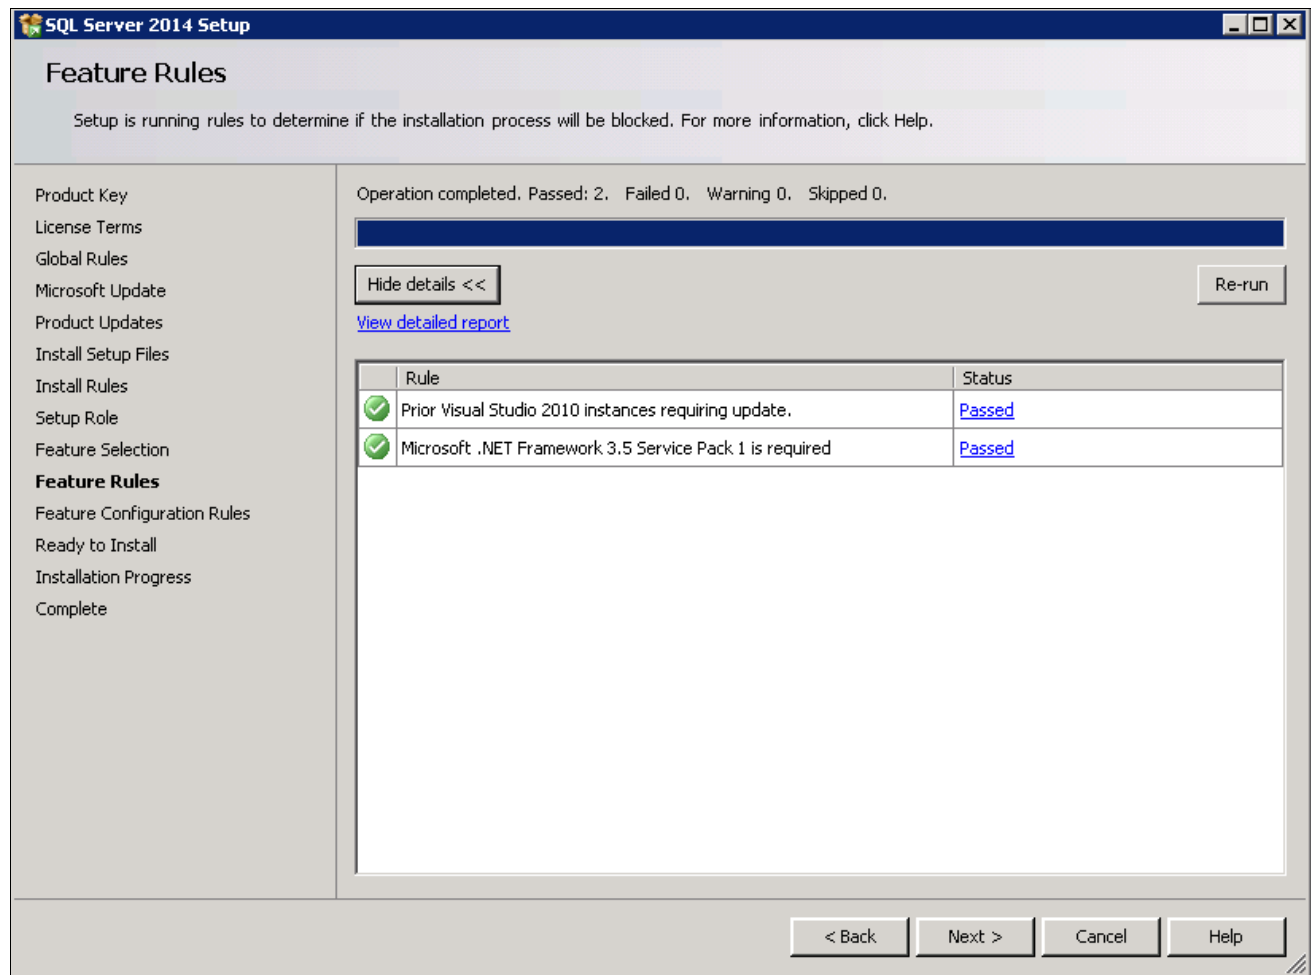 SQL Server 2014 Setup
Feature Rules
Setup is running rules to determine if the installation process will be blocked. For more information, click Help.
Product Key
License Terms
Global Rules
Microsoft Update
Product Updates
Install Setup Files
Install Rules
Setup Role
Feature Selection
Feature Rules
Feature Configuration Rules
Ready to Install
Installation Progress
Complete
Operation completed. Passed: 2. Failed 0. Warning 0. Skipped 0.
Hide details <<
Re-run
View detailed report
Rule Status
Prior Visual Studio 2010 instances requiring update. Passed
Microsoft .NET Framework 3.5 Service Pack 1 is required Passed
< Back Next > Cancel Help